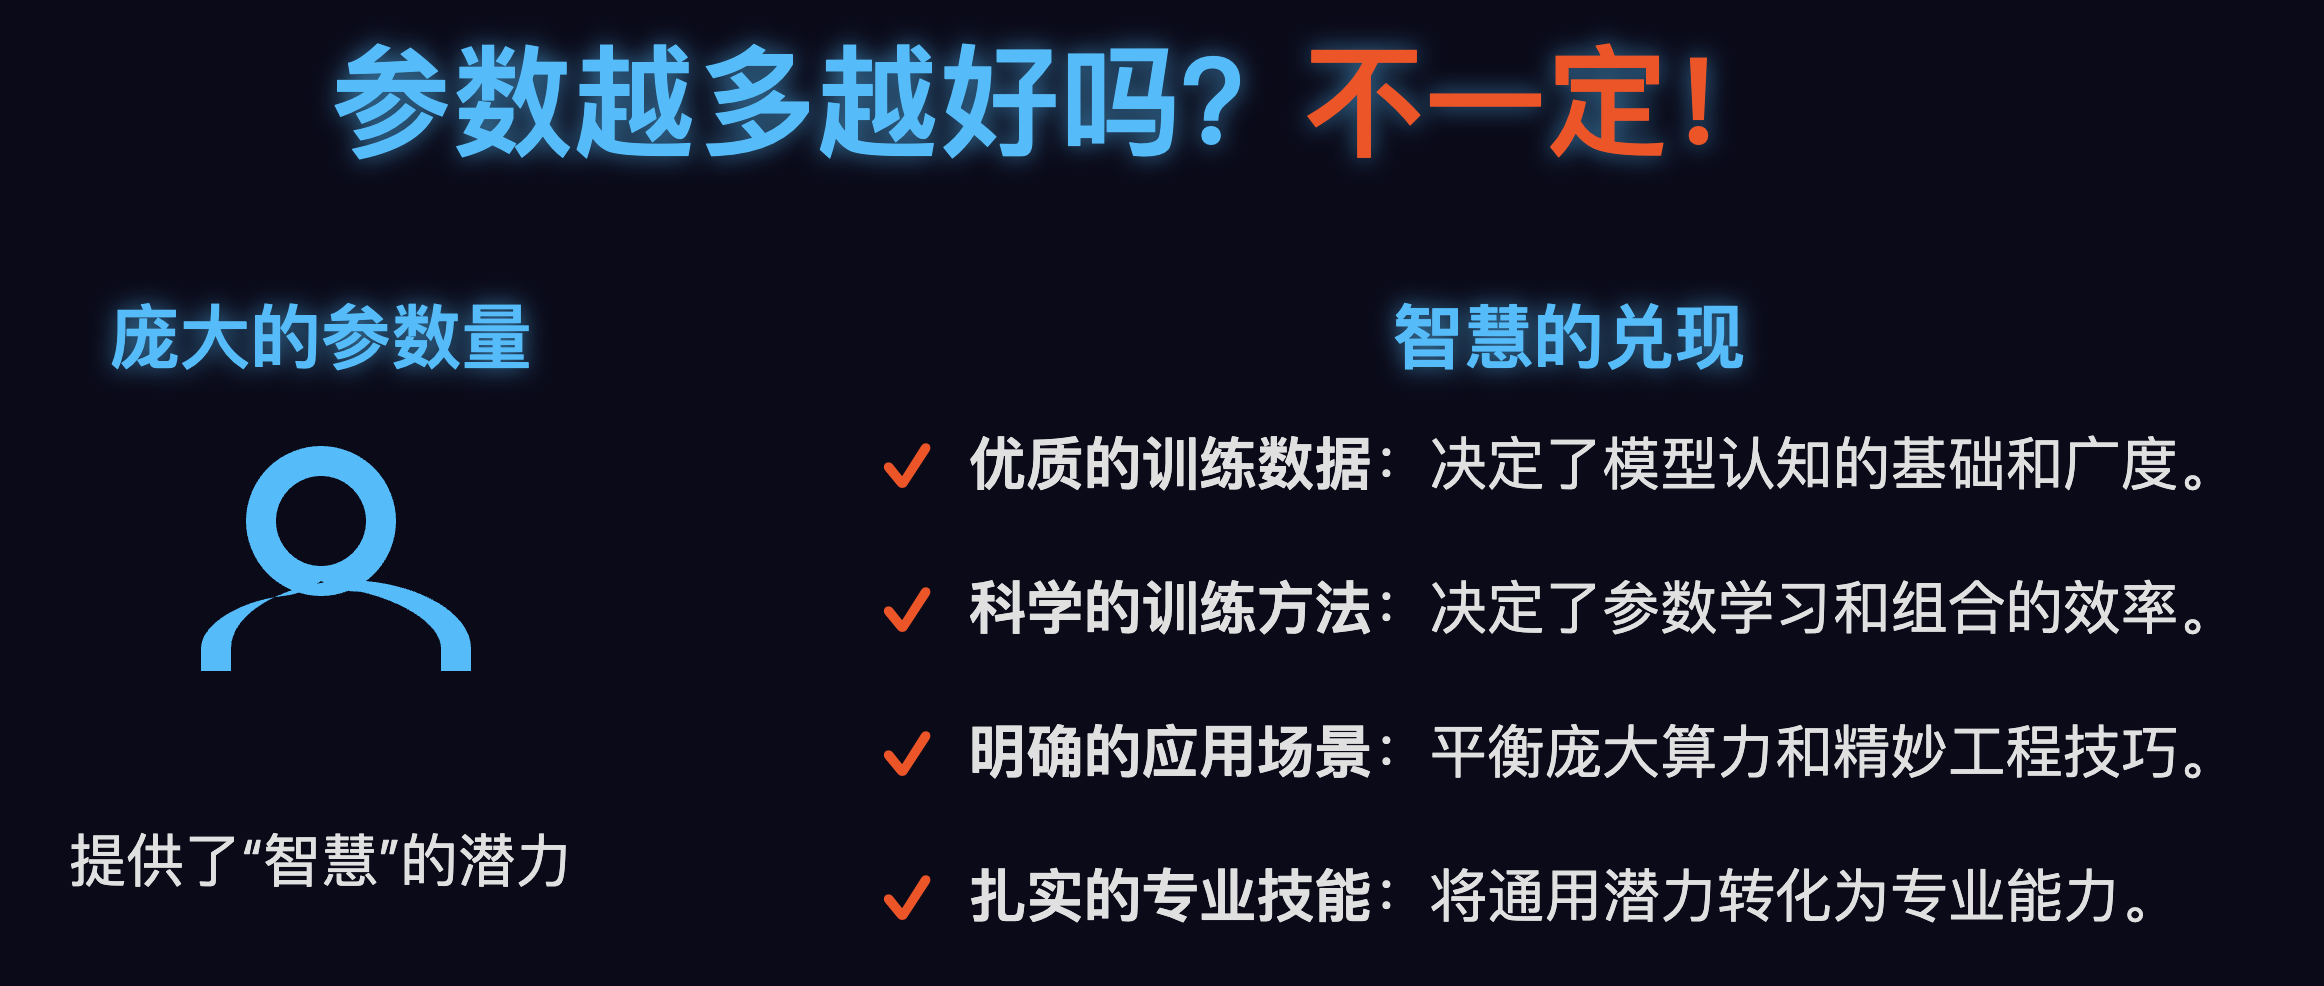 参数越多越好吗？不一定！
庞大的参数量
提供了“智慧”的潜力
智慧的兑现
优质的训练数据：决定了模型认知的基础和广度。
科学的训练方法：决定了参数学习和组合的效率。
明确的应用场景：平衡庞大算力和精妙工程技巧。
扎实的专业技能：将通用潜力转化为专业能力。